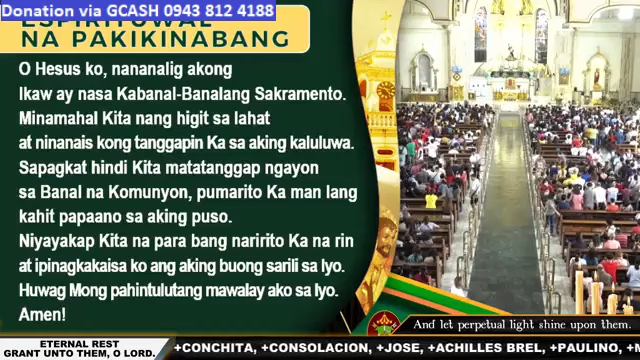 Donation via GCASH 0943 812 4188
ESPIRITUWAL
NA PAKIKINABANG
O Hesus ko, nananalig akong
Ikaw ay nasa Kabanal-Banalang Sakramento.
Minamahal Kita nang higit sa lahat
at ninanais kong tanggapin Ka sa aking kaluluwa.
Sapagkat hindi Kita matatanggap ngayon
sa Banal na Komunyon, pumarito Ka man lang
kahit papaano sa aking puso.
Niyayakap Kita na para bang naririto Ka na rin
at ipinagkakaisa ko ang aking buong sarili sa Iyo.
Huwag Mong pahintulutang mawalay ako sa Iyo.
Amen!
And let perpetual light shine upon them.
ETERNAL REST
GRANT UNTO THEM, O LORD.
+CONCHITA, +CONSOLACION, +JOSE, +ACHILLES BREL, +PAULINO, +M